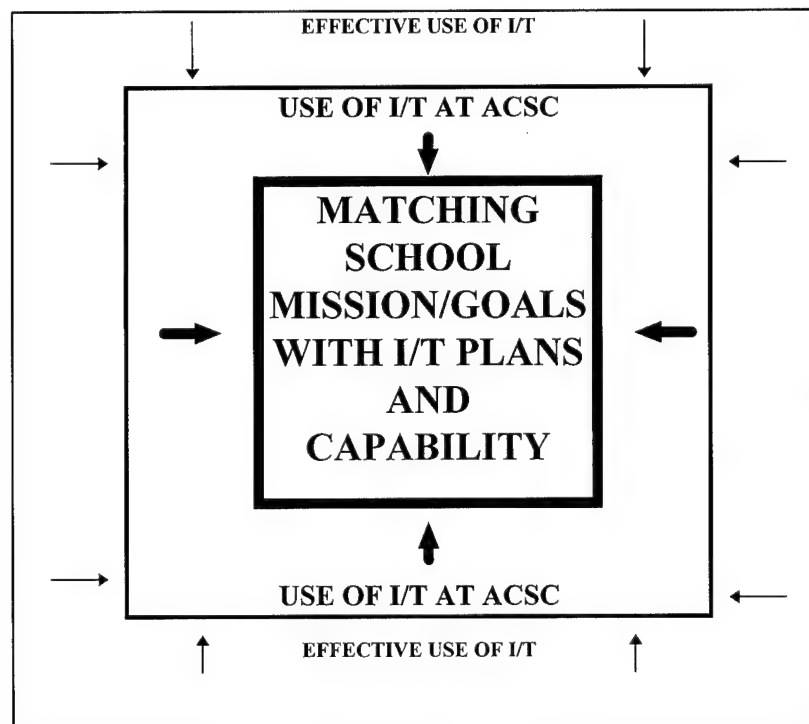 EFFECTIVE USE OF I/T
USE OF I/T AT ACSC
MATCHING
SCHOOL
MISSION/GOALS
WITH I/T PLANS
AND
CAPABILITY
USE OF I/T AT ACSC
EFFECTIVE USE OF I/T